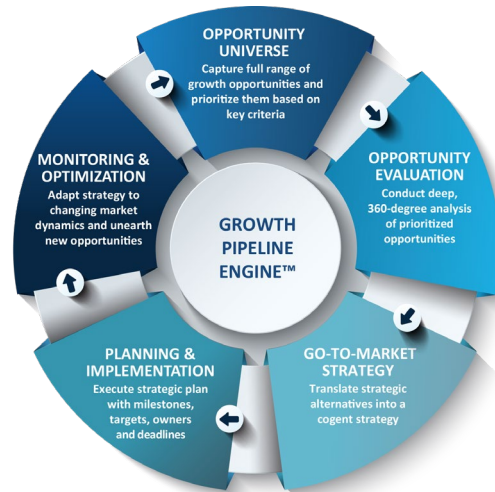 OPPORTUNITY
UNIVERSE
Capture full range of
growth opportunities and
prioritize them based on
key criteria
OPPORTUNITY
EVALUATION
Conduct deep,
360-degree analysis
of prioritized
opportunities
GO-TO-MARKET
STRATEGY
Translate strategic
alternatives into a
cogent strategy
PLANNING &
IMPLEMENTATION
Execute strategic plan
with milestones,
targets, owners
and deadlines
MONITORING &
OPTIMIZATION
Adapt strategy to
changing market
dynamics and unearth
new opportunities
GROWTH
PIPELINE
ENGINE™